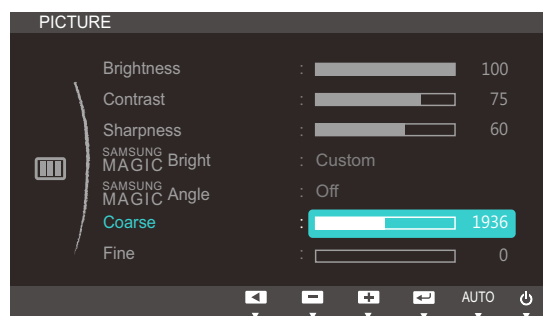 PICTURE
Brightness : 100
Contrast : 75
Sharpness : 60
SAMSUNG MAGIC Bright : Custom
SAMSUNG MAGIC Angle : Off
Coarse : 1936
Fine : 0
AUTO